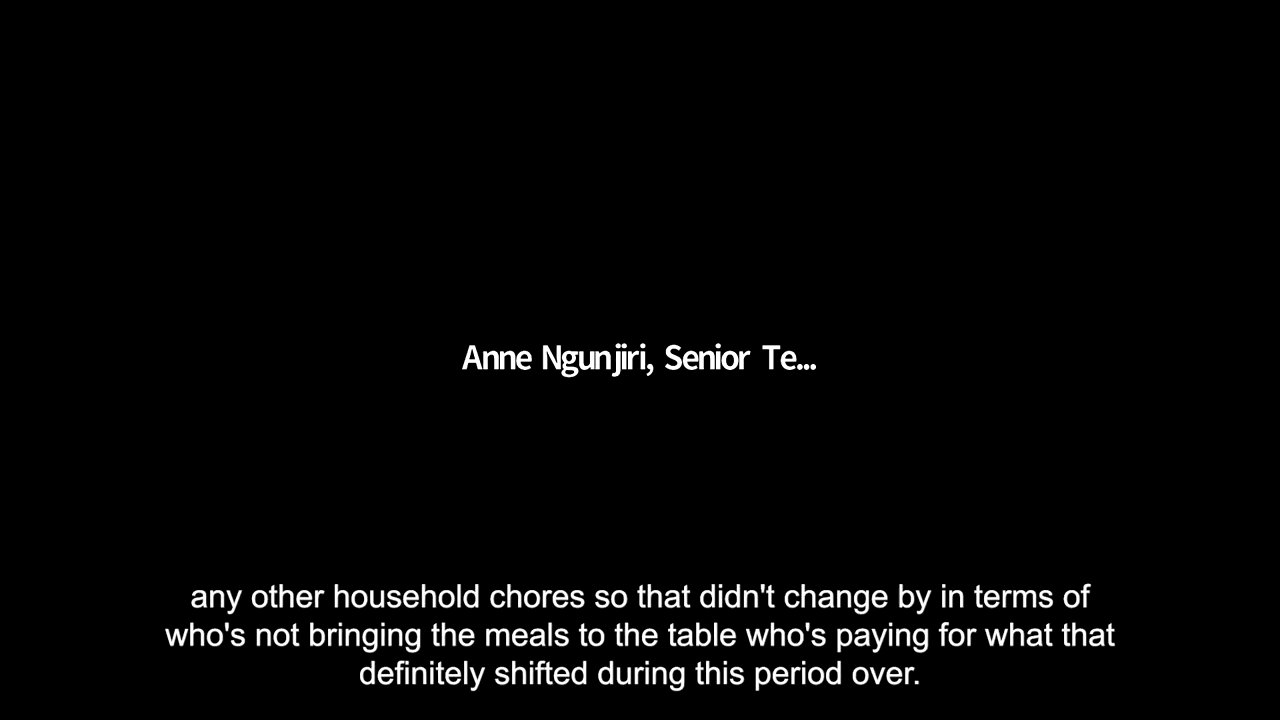 Anne Ngunjiri, Senior Te...
any other household chores so that didn't change by in terms of
who's not bringing the meals to the table who's paying for what that
definitely shifted during this period over.